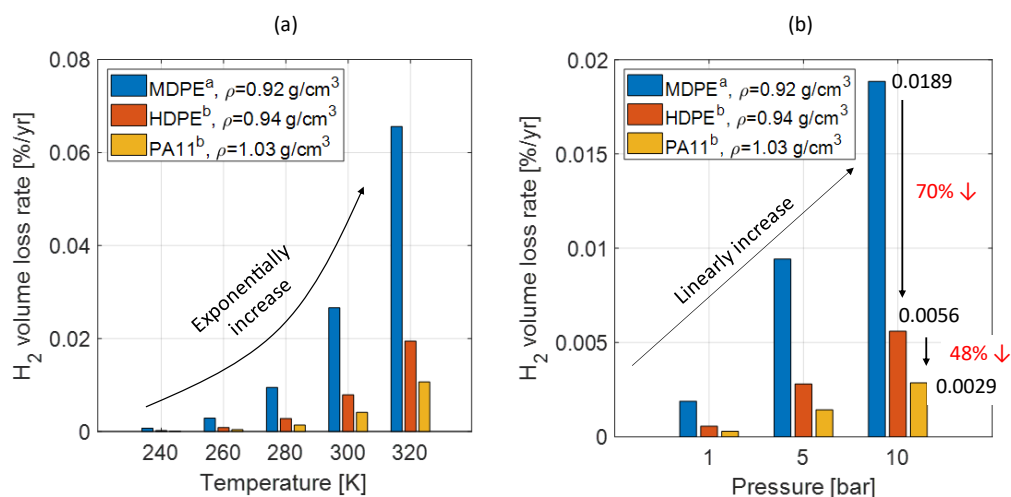 (a)
H2 volume loss rate [%/yr]
0.08
0.06
0.04
0.02
0
MDPEa, ρ=0.92 g/cm3
HDPEb, ρ=0.94 g/cm3
PA11b, ρ=1.03 g/cm3
Exponentially
increase
240 260 280 300 320
Temperature [K]
(b)
H2 volume loss rate [%/yr]
0.02
0.015
0.01
0.005
0
MDPEa, ρ=0.92 g/cm3
HDPEb, ρ=0.94 g/cm3
PA11b, ρ=1.03 g/cm3
Linearly increase
0.0189
70% ↓
0.0056
48% ↓
0.0029
1 5 10
Pressure [bar]